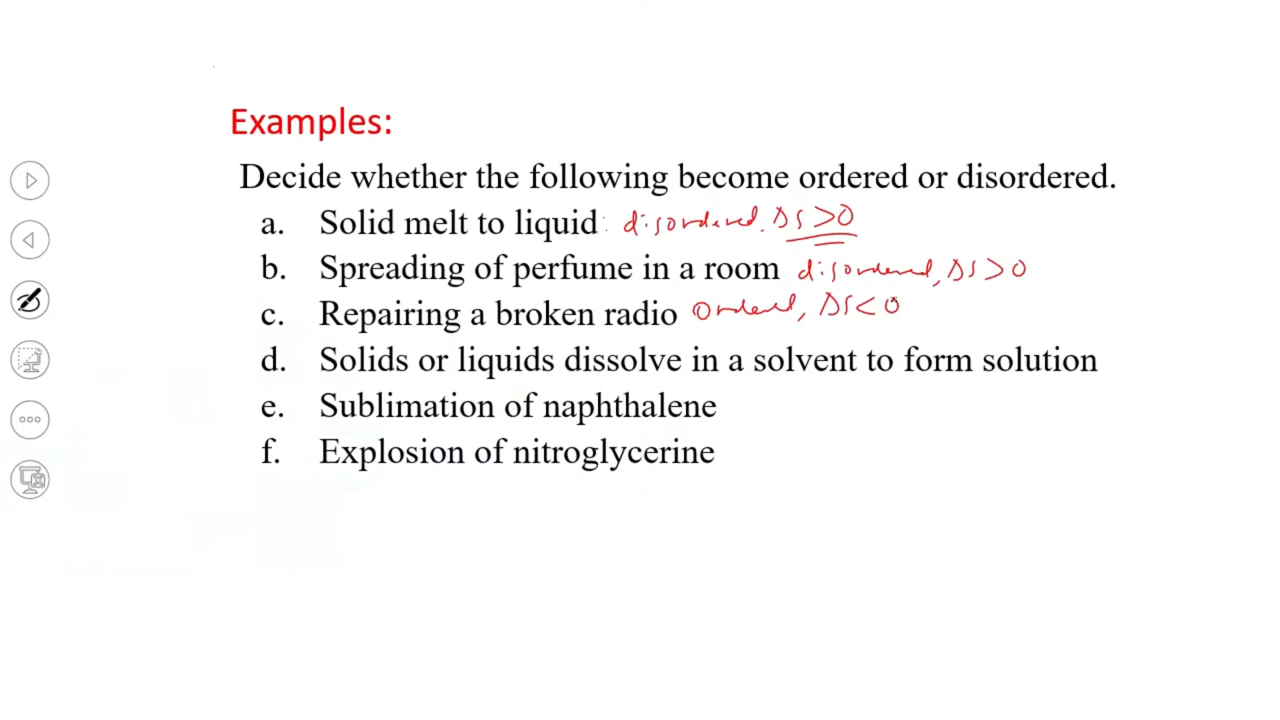 Examples:
Decide whether the following become ordered or disordered.
a. Solid melt to liquid: disordered. ΔS > 0
b. Spreading of perfume in a room disordered, ΔS > 0
c. Repairing a broken radio Ordered, ΔS < 0
d. Solids or liquids dissolve in a solvent to form solution
e. Sublimation of naphthalene
f. Explosion of nitroglycerine